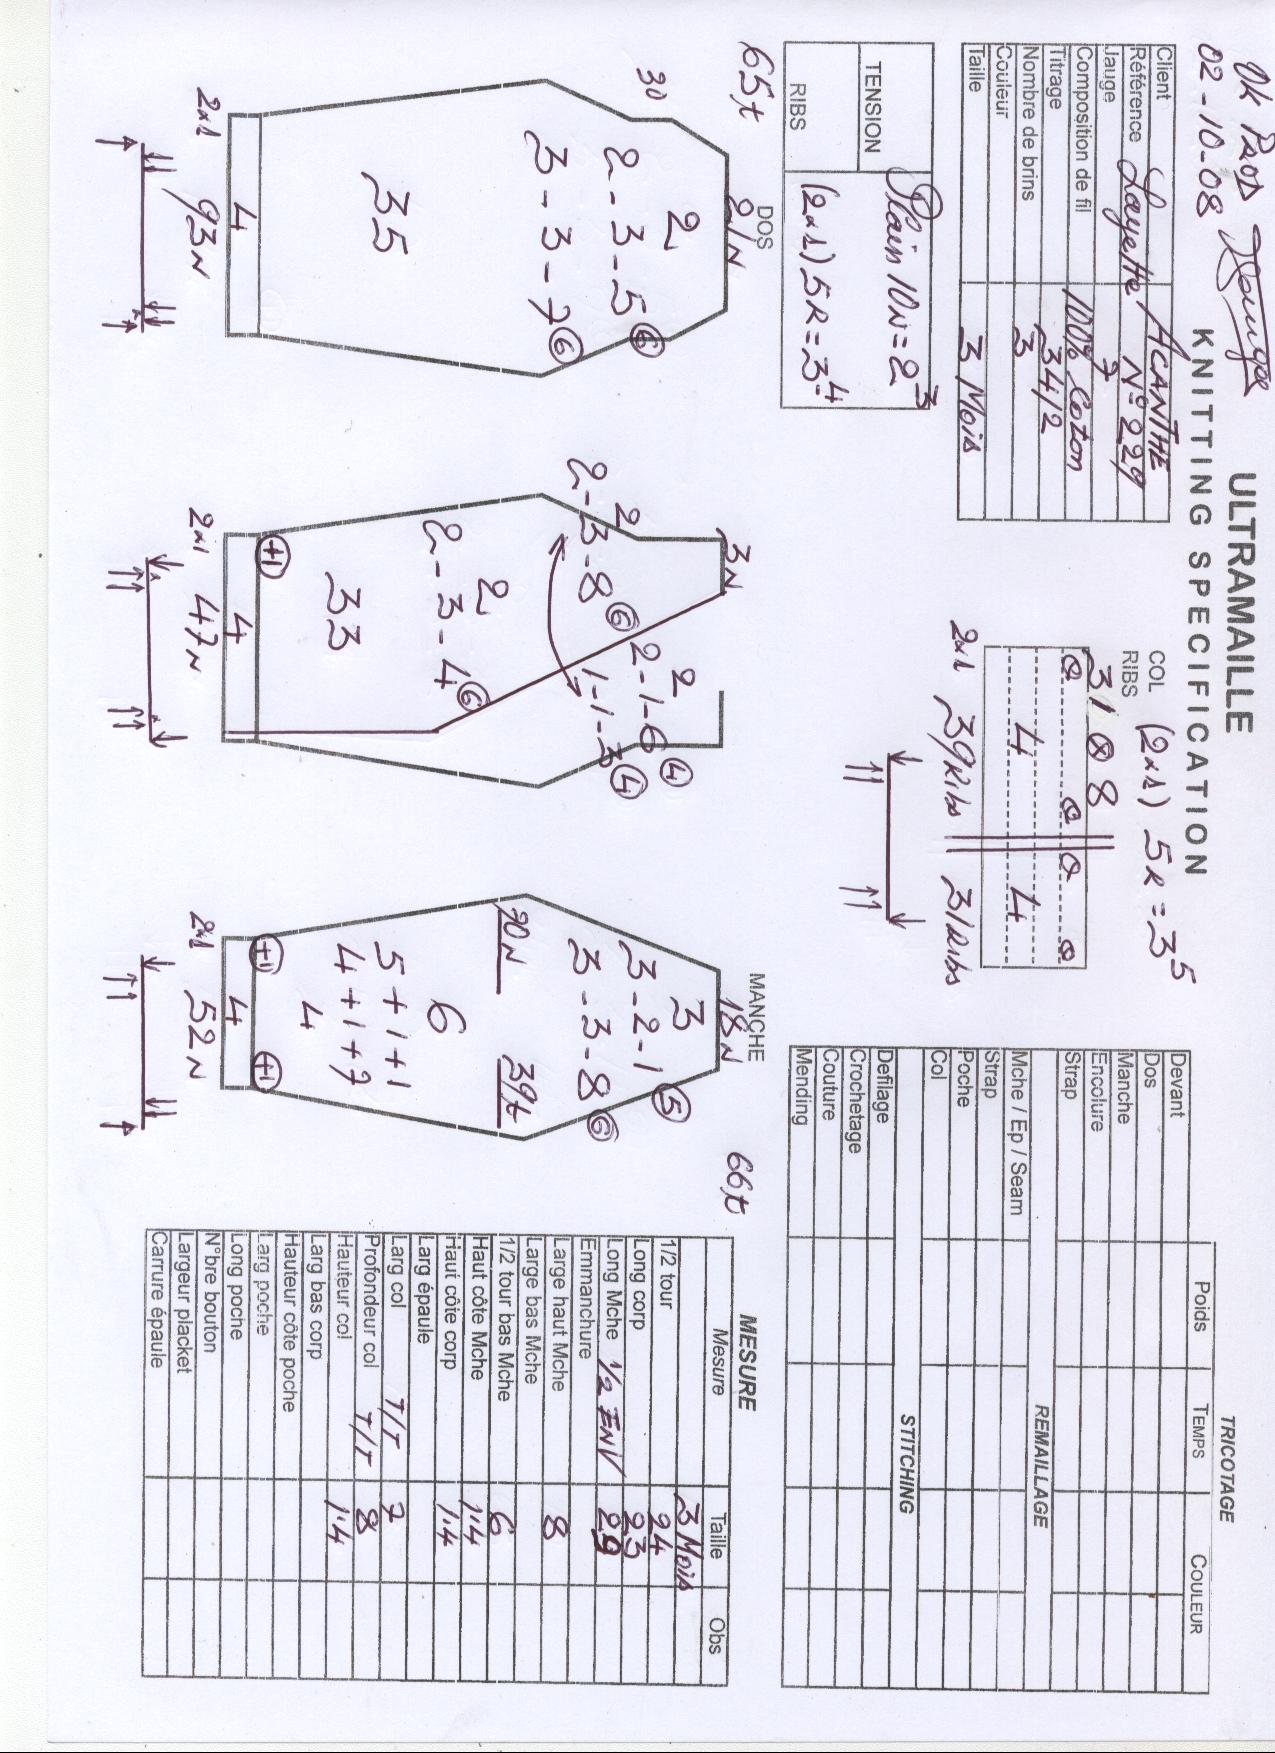 OK PROD
02-10-08
ULTRAMAILLE
KNITTING SPECIFICATION
Client ACANTHE
Référence Layette N° 229
Jauge 7
Composition de fil 100% Coton
Titrage 34/2
Nombre de brins 3
Couleur
Taille 3 Mois
TENSION Plain 10N = 2³
RIBS (2x1) 5R = 3⁴
COL (2x1) 5R = 3⁵
RIBS
31 ⊗ 8
4 4
2x1 39 Ribs 31 Ribs
TRICOTAGE
Poids TEMPS COULEUR
Devant
Dos
Manche
Encolure
Strap
REMAILLAGE
Mche / Ep / Seam
Strap
Poche
Col
STITCHING
Defilage
Crochetage
Couture
Mending
65t
DOS
21N
30
2
2 - 3 - 5 ⑥
3 - 3 - 7 ⑥
35
4
2x1 93N
3N
2
2 - 3 - 8 ⑥
2 ④
2 - 1 - 6
1 - 1 - 3 ④
2
2 - 3 - 4 ⑥
33
+1
4
2x1 47N
MANCHE
66t
18N
3 ⑤
3 - 2 - 1
3 - 3 - 8 ⑥
39t
6
5 + 1 + 1
4 + 1 + 7
4
+1 +1
4
2x1 52N
MESURE
Mesure Taille Obs
3 Mois
1/2 tour 24
Long corp 23
Long Mche 1/2 ENV 29
Emmanchure
Large haut Mche 8
Large bas Mche
1/2 tour bas Mche 6
Haut côte Mche 1.4
Haut côte corp 1.4
Larg épaule
Larg col T/T 7
Profondeur col T/T 8
Hauteur col 1.4
Larg bas corp
Hauteur côte poche
Larg poche
Long poche
N°bre bouton
Largeur placket
Carrure épaule